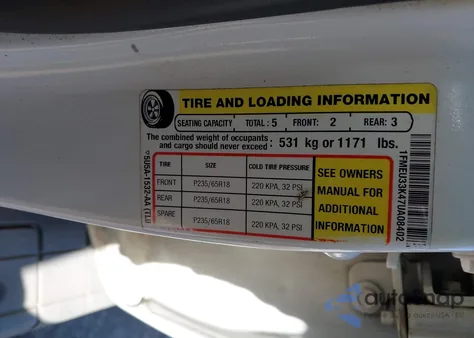 TIRE AND LOADING INFORMATION
SEATING CAPACITY TOTAL : 5 FRONT: 2 REAR: 3
The combined weight of occupants
and cargo should never exceed : 531 kg or 1171 lbs.
TIRE SIZE COLD TIRE PRESSURE
FRONT P235/65R18 220 KPA, 32 PSI
REAR P235/65R18 220 KPA, 32 PSI
SPARE P235/65R18 220 KPA, 32 PSI
SEE OWNERS
MANUAL FOR
ADDITIONAL
INFORMATION
1FMEU33K47UA08402